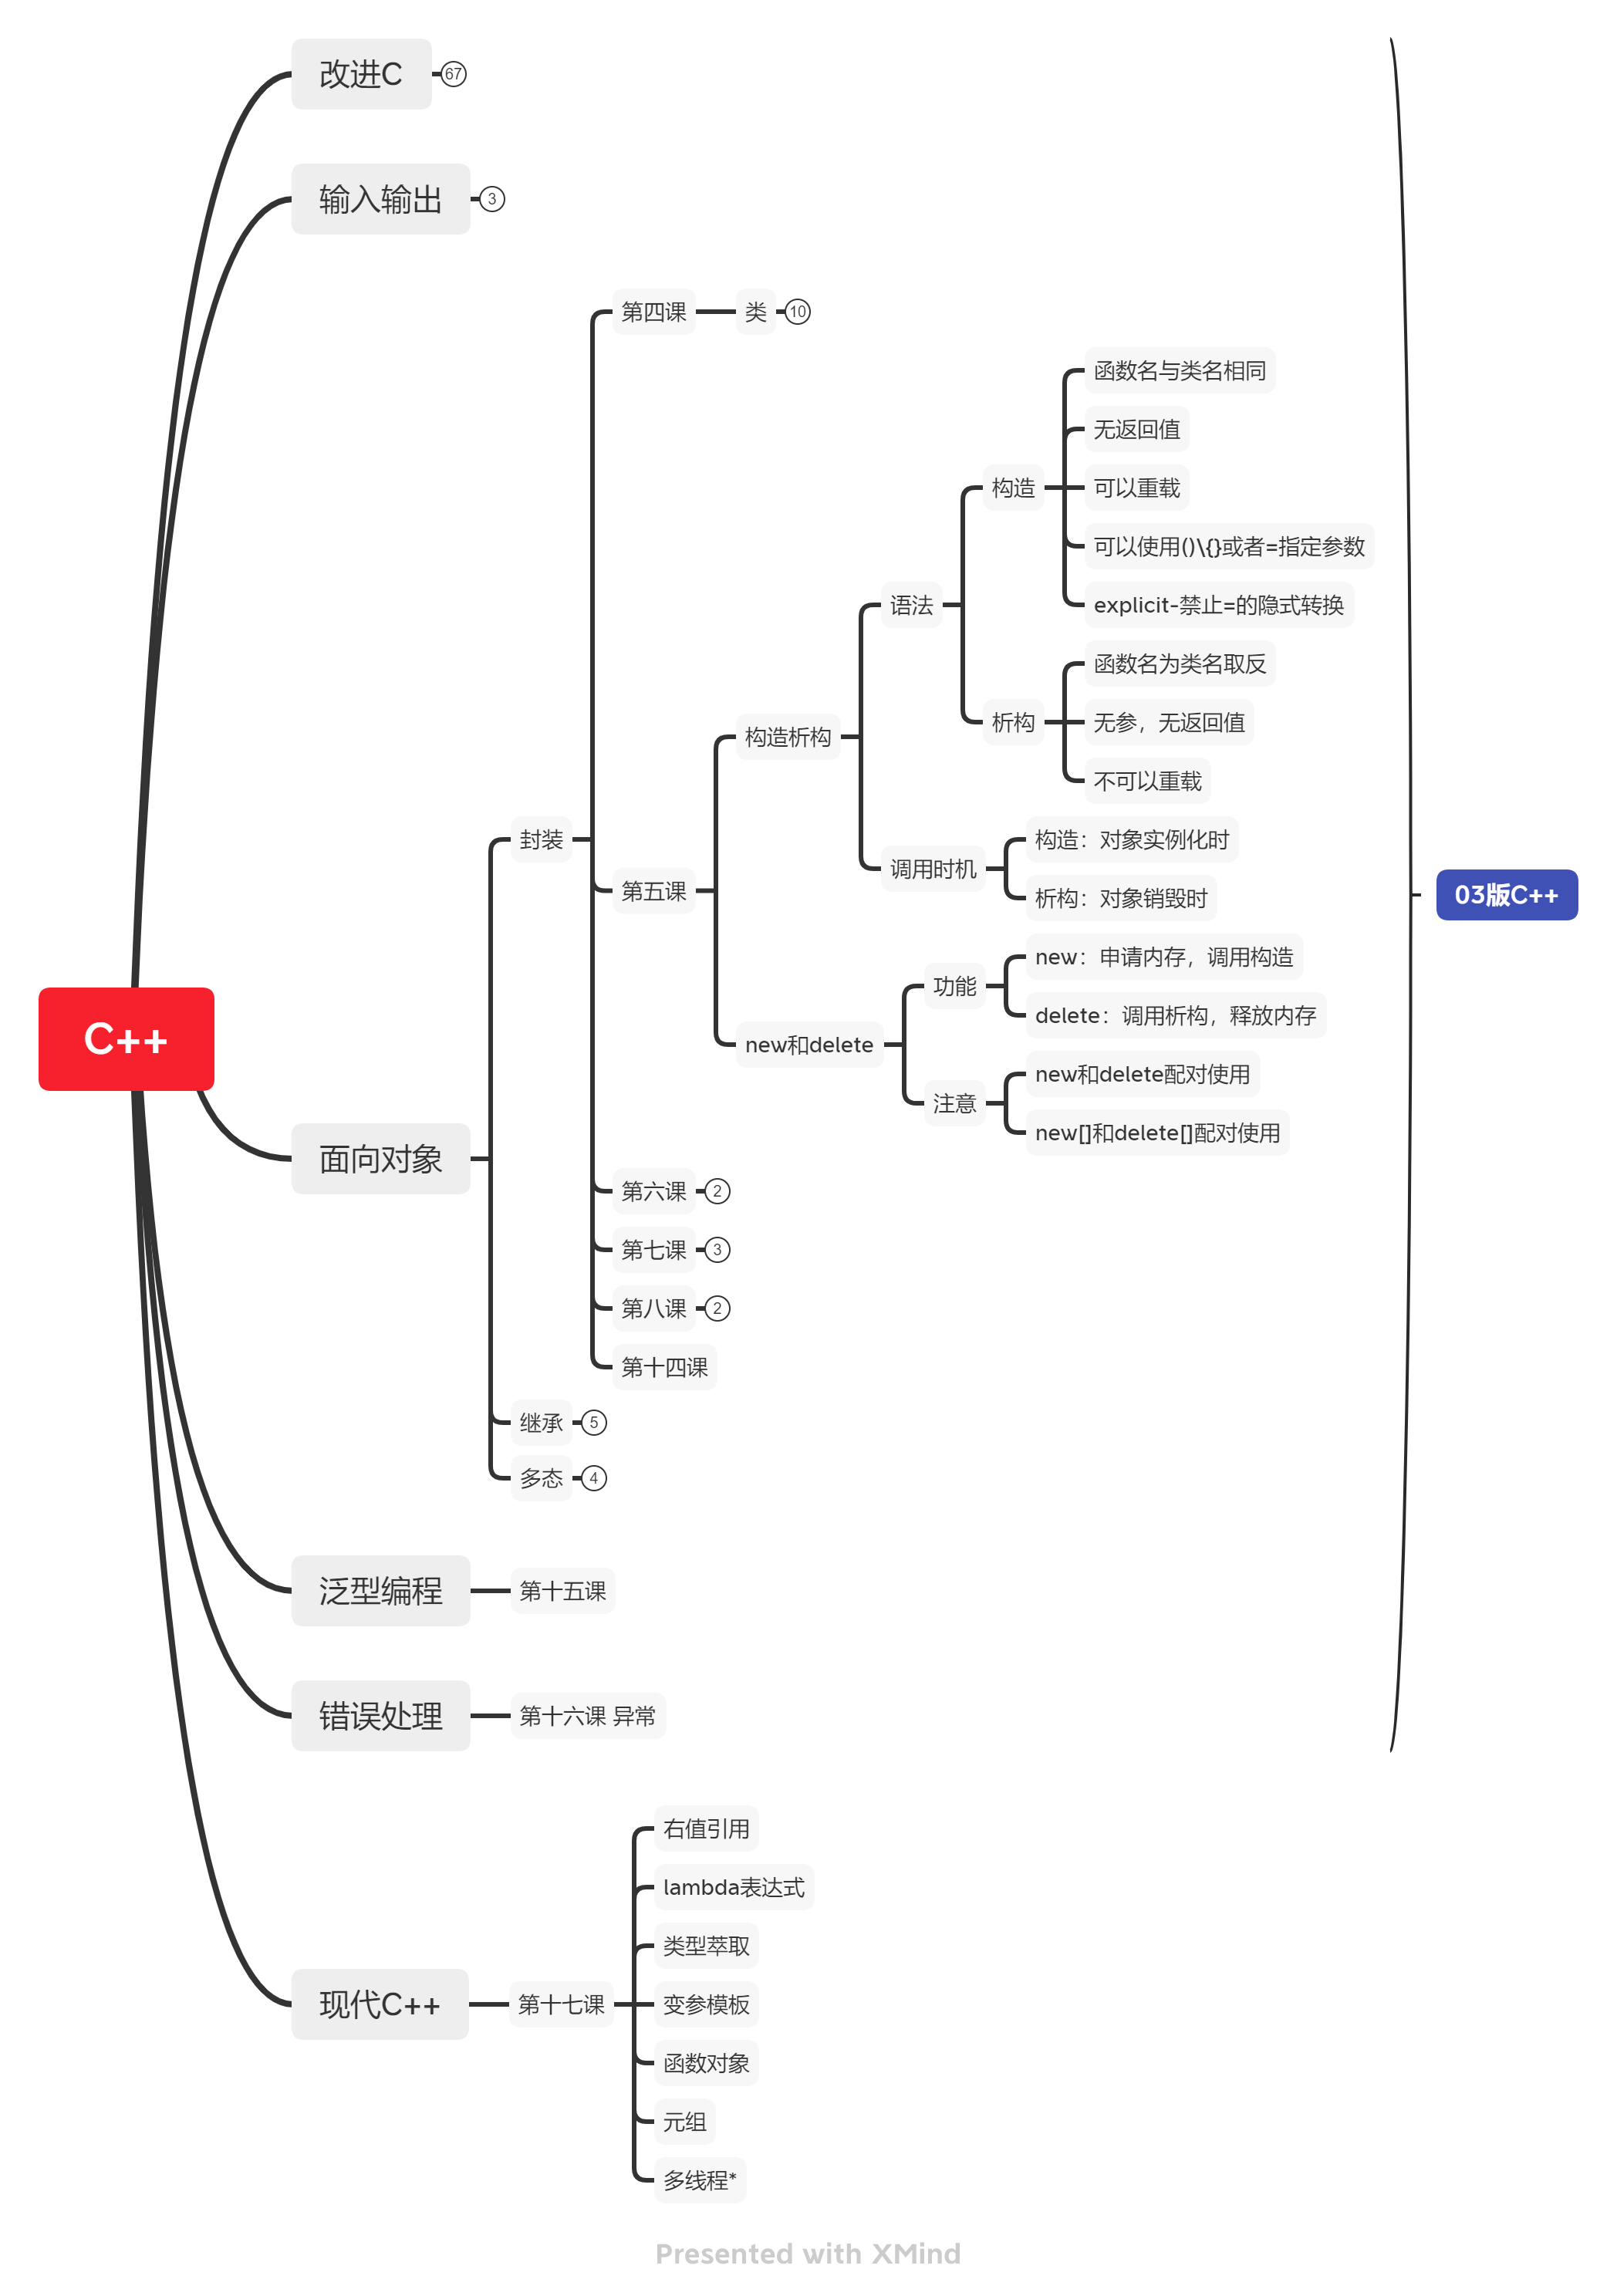 改进C
67
输入输出
3
第四课
类
10
函数名与类名相同
无返回值
构造
可以重载
可以使用()\{}或者=指定参数
语法
explicit-禁止=的隐式转换
函数名为类名取反
析构
无参，无返回值
构造析构
不可以重载
封装
构造：对象实例化时
调用时机
第五课
析构：对象销毁时
03版C++
new：申请内存，调用构造
功能
delete：调用析构，释放内存
C++
new和delete
new和delete配对使用
注意
new[]和delete[]配对使用
面向对象
第六课
2
第七课
3
第八课
2
第十四课
继承
5
多态
4
泛型编程
第十五课
错误处理
第十六课 异常
右值引用
lambda表达式
类型萃取
现代C++
第十七课
变参模板
函数对象
元组
多线程*
Presented with XMind